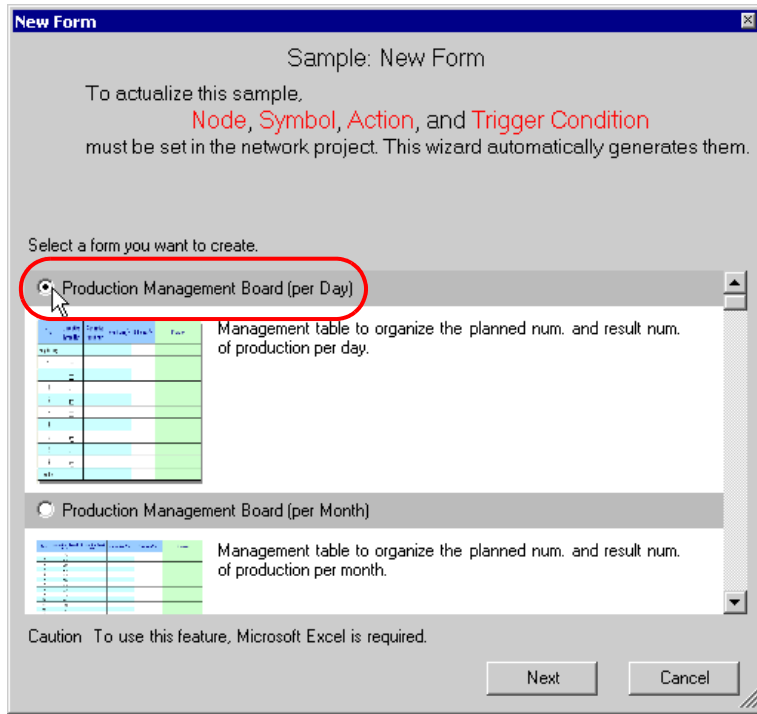 New Form
Sample: New Form
To actualize this sample,
Node, Symbol, Action, and Trigger Condition
must be set in the network project. This wizard automatically generates them.
Select a form you want to create.
Production Management Board (per Day)
Management table to organize the planned num. and result num.
of production per day.
Production Management Board (per Month)
Management table to organize the planned num. and result num.
of production per month.
Caution To use this feature, Microsoft Excel is required.
Next
Cancel